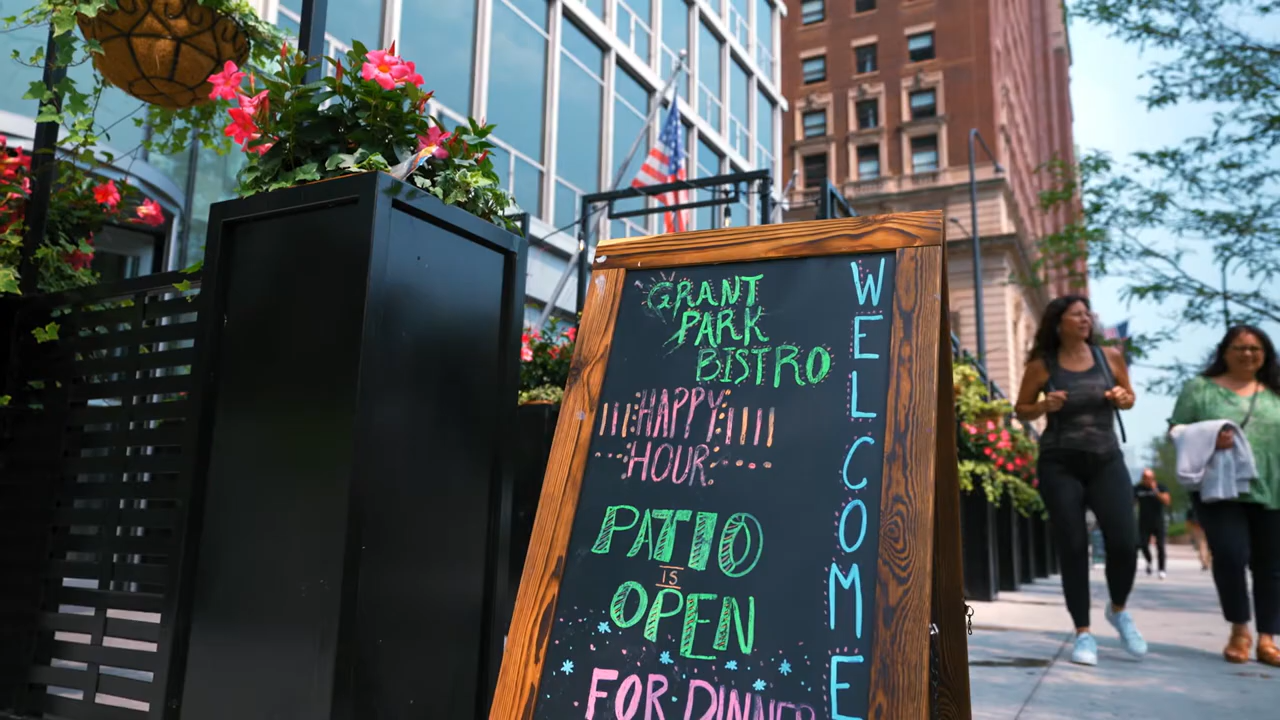 GRANT
PARK
BISTRO
HAPPY
HOUR
PATIO
IS
OPEN
FOR DINNER
WELCOME